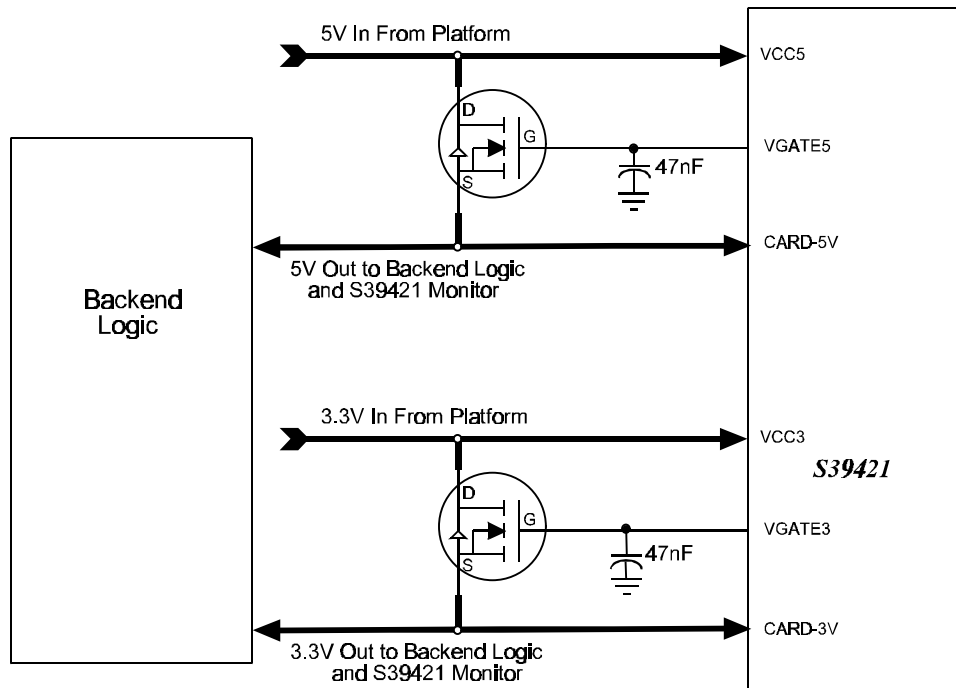 5V In From Platform
VCC5
D
G
VGATE5
47nF
S
CARD-5V
5V Out to Backend Logic
and S39421 Monitor
Backend
Logic
3.3V In From Platform
VCC3
S39421
D
G
VGATE3
47nF
S
CARD-3V
3.3V Out to Backend Logic
and S39421 Monitor